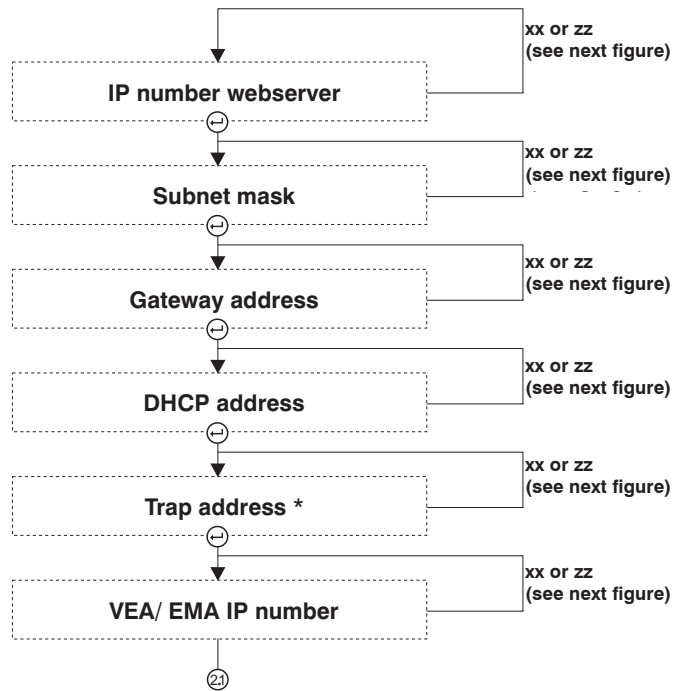 xx or zz
(see next figure)
IP number webserver
xx or zz
(see next figure)
Subnet mask
xx or zz
(see next figure)
Gateway address
xx or zz
(see next figure)
DHCP address
xx or zz
(see next figure)
Trap address *
xx or zz
(see next figure)
VEA/ EMA IP number
2.1